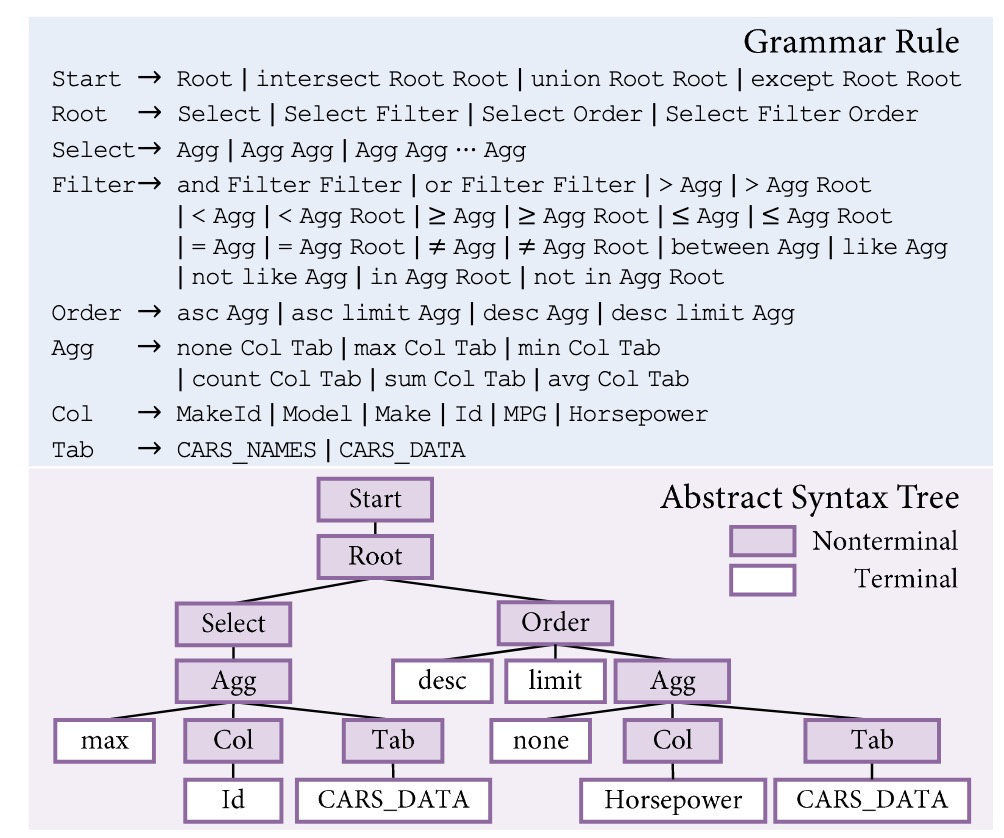 Grammar Rule
Start → Root | intersect Root Root | union Root Root | except Root Root
Root → Select | Select Filter | Select Order | Select Filter Order
Select → Agg | Agg Agg | Agg Agg ··· Agg
Filter → and Filter Filter | or Filter Filter | > Agg | > Agg Root
| < Agg | < Agg Root | ≥ Agg | ≥ Agg Root | ≤ Agg | ≤ Agg Root
| = Agg | = Agg Root | ≠ Agg | ≠ Agg Root | between Agg | like Agg
| not like Agg | in Agg Root | not in Agg Root
Order → asc Agg | asc limit Agg | desc Agg | desc limit Agg
Agg → none Col Tab | max Col Tab | min Col Tab
| count Col Tab | sum Col Tab | avg Col Tab
Col → MakeId | Model | Make | Id | MPG | Horsepower
Tab → CARS_NAMES | CARS_DATA
Abstract Syntax Tree
Nonterminal
Terminal
Start
Root
Select Order
Agg desc limit Agg
max Col Tab none Col Tab
Id CARS_DATA Horsepower CARS_DATA